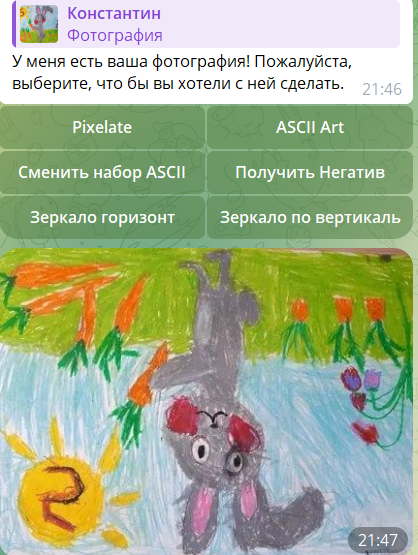 Константин
Фотография
У меня есть ваша фотография! Пожалуйста,
выберите, что бы вы хотели с ней сделать.
21:46
Pixelate
ASCII Art
Сменить набор ASCII
Получить Негатив
Зеркало горизонт
Зеркало по вертикаль
21:47